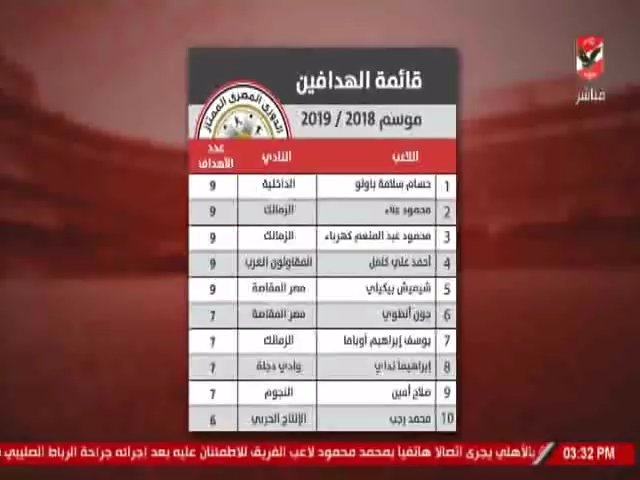 مباشر
قائمة الهدافين
موسم 2018 / 2019
الدورى المصرى الممتاز
اللاعب النادي عدد الأهداف
1 حسام سلامة باولو الداخلية 9
2 محمود علاء الزمالك 9
3 محمود عبد المنعم كهرباء الزمالك 9
4 أحمد علي كامل المقاولون العرب 9
5 شيميش بيكيلي مصر المقاصة 9
6 جون أنطوي مصر المقاصة 7
7 يوسف إبراهيم أوباما الزمالك 7
8 إبراهيما نداي وادي دجلة 7
9 صلاح أمين النجوم 7
10 محمد رجب الإنتاج الحربي 6
بالأهلي يجرى اتصالا هاتفيا بمحمد محمود لاعب الفريق للاطمئنان عليه بعد إجرائه جراحة الرباط الصليبي
03:32 PM